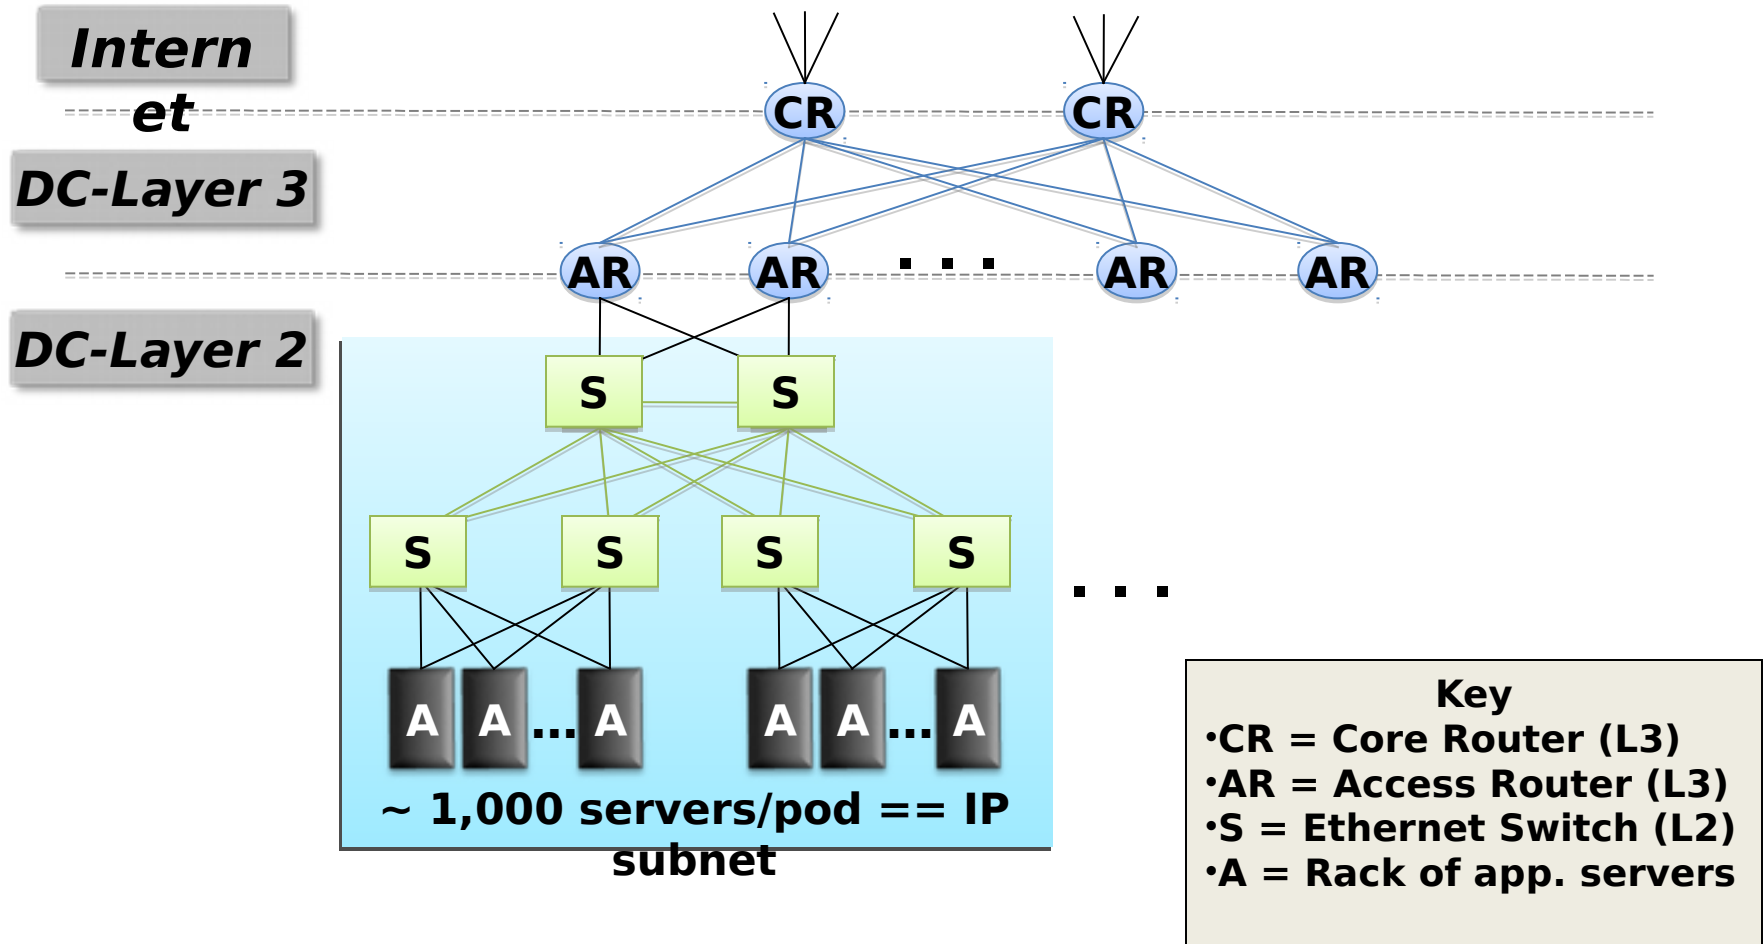 Intern
et
CR CR
DC-Layer 3
AR AR ... AR AR
DC-Layer 2
S S
S S S S
...
A A ... A A A ... A
~ 1,000 servers/pod == IP
subnet
Key
•CR = Core Router (L3)
•AR = Access Router (L3)
•S = Ethernet Switch (L2)
•A = Rack of app. servers